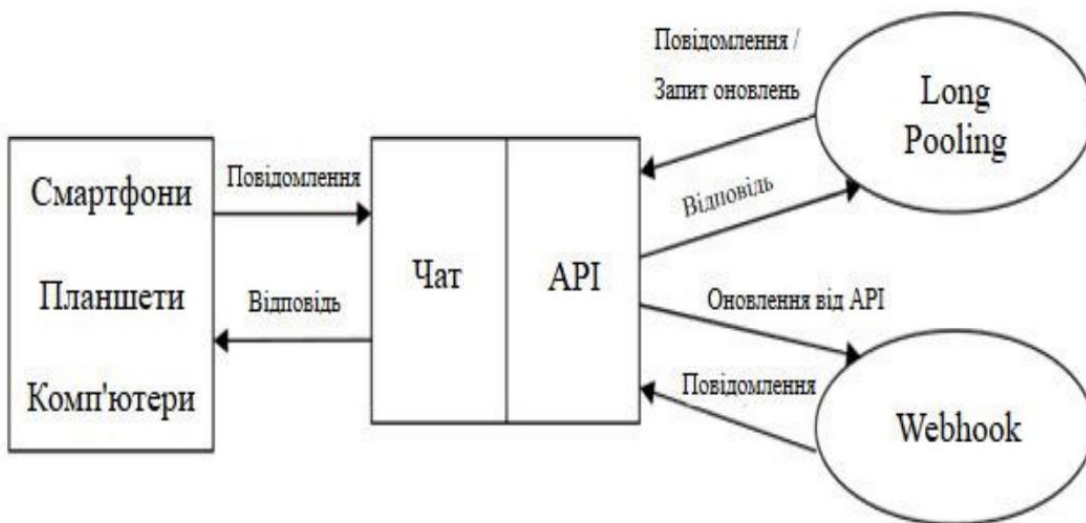 Смартфони
Планшети
Комп'ютери
Повідомлення
Відповідь
Чат
API
Повідомлення /
Запит оновлень
Відповідь
Оновлення від API
Повідомлення
Long
Pooling
Webhook